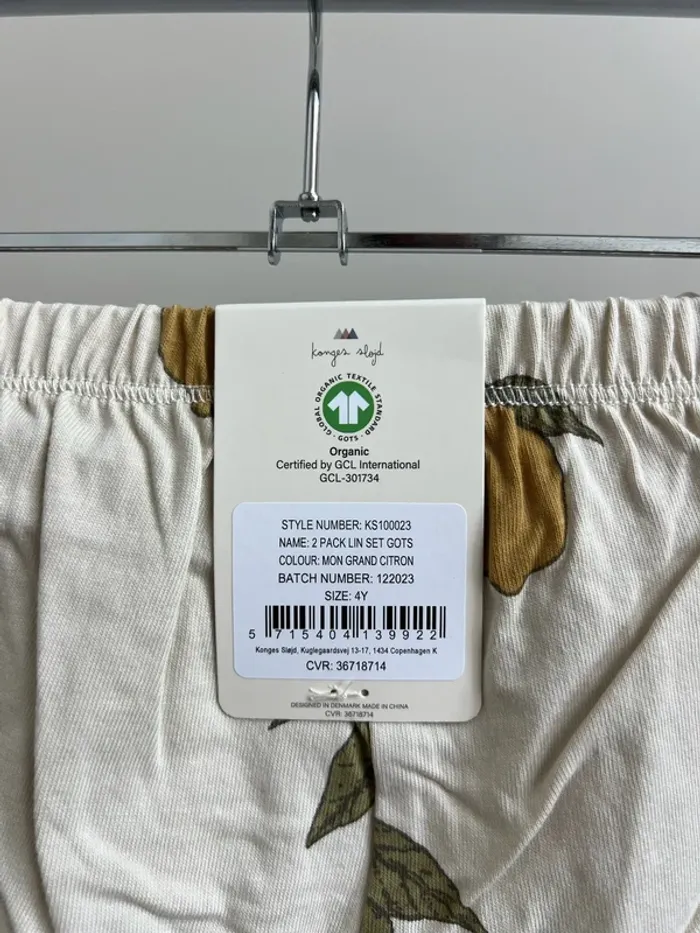 konges sløjd
GLOBAL ORGANIC TEXTILE STANDARD
· GOTS ·
Organic
Certified by GCL International
GCL-301734
STYLE NUMBER: KS100023
NAME: 2 PACK LIN SET GOTS
COLOUR: MON GRAND CITRON
BATCH NUMBER: 122023
SIZE: 4Y
5 715404 139922
Konges Sløjd, Kuglegaardsvej 13-17, 1434 Copenhagen K
CVR: 36718714
DESIGNED IN DENMARK MADE IN CHINA
CVR: 36718714